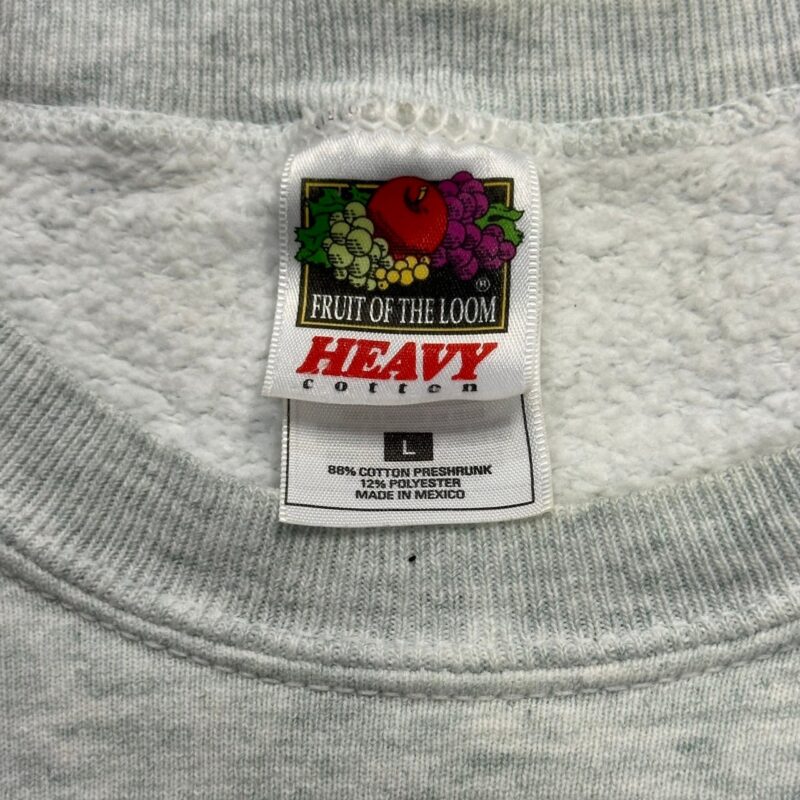 ®
FRUIT OF THE LOOM
HEAVY
cotton
L
88% COTTON PRESHRUNK
12% POLYESTER
MADE IN MEXICO